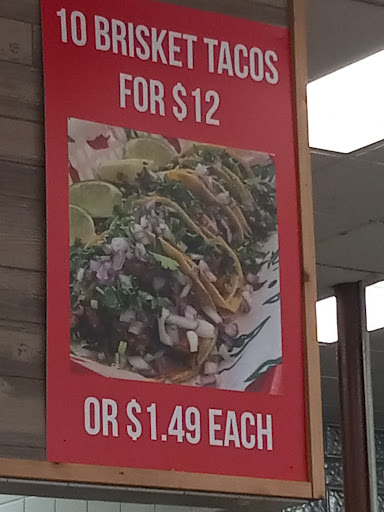 10 BRISKET TACOS
FOR $12
OR $1.49 EACH